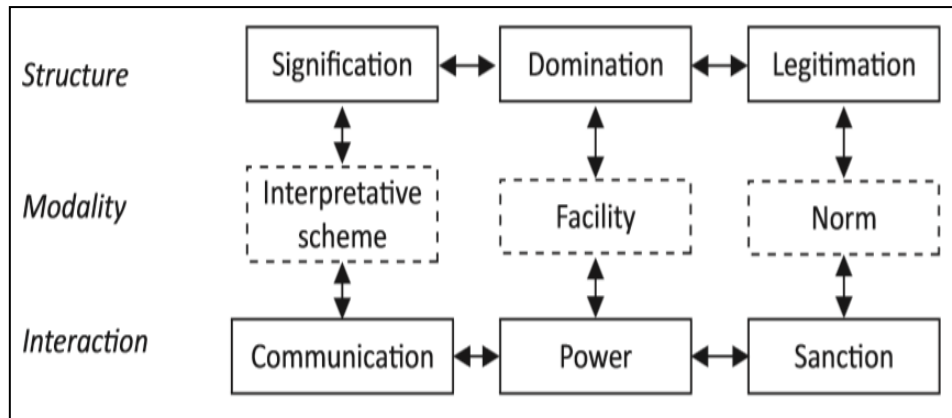 Structure
Signification
Domination
Legitimation
Modality
Interpretative
scheme
Facility
Norm
Interaction
Communication
Power
Sanction